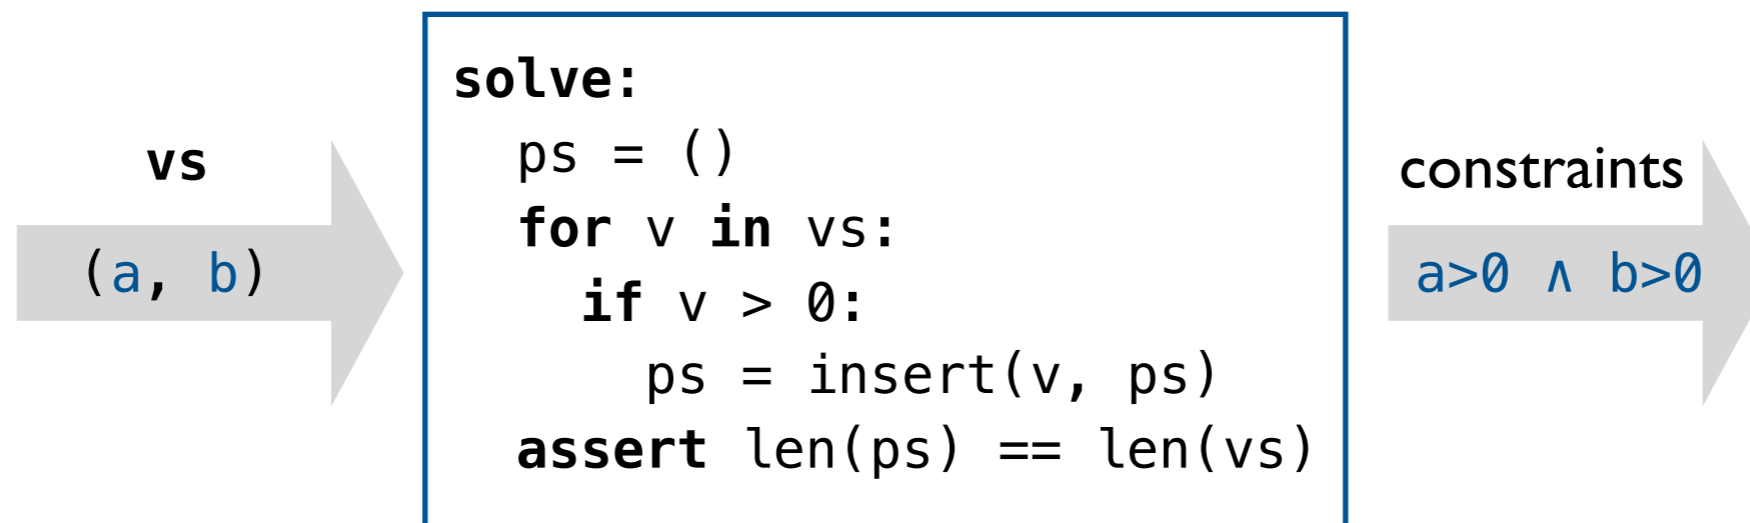 vs
(a, b)
solve:
  ps = ()
  for v in vs:
    if v > 0:
      ps = insert(v, ps)
  assert len(ps) == len(vs)
constraints
a>0 ∧ b>0